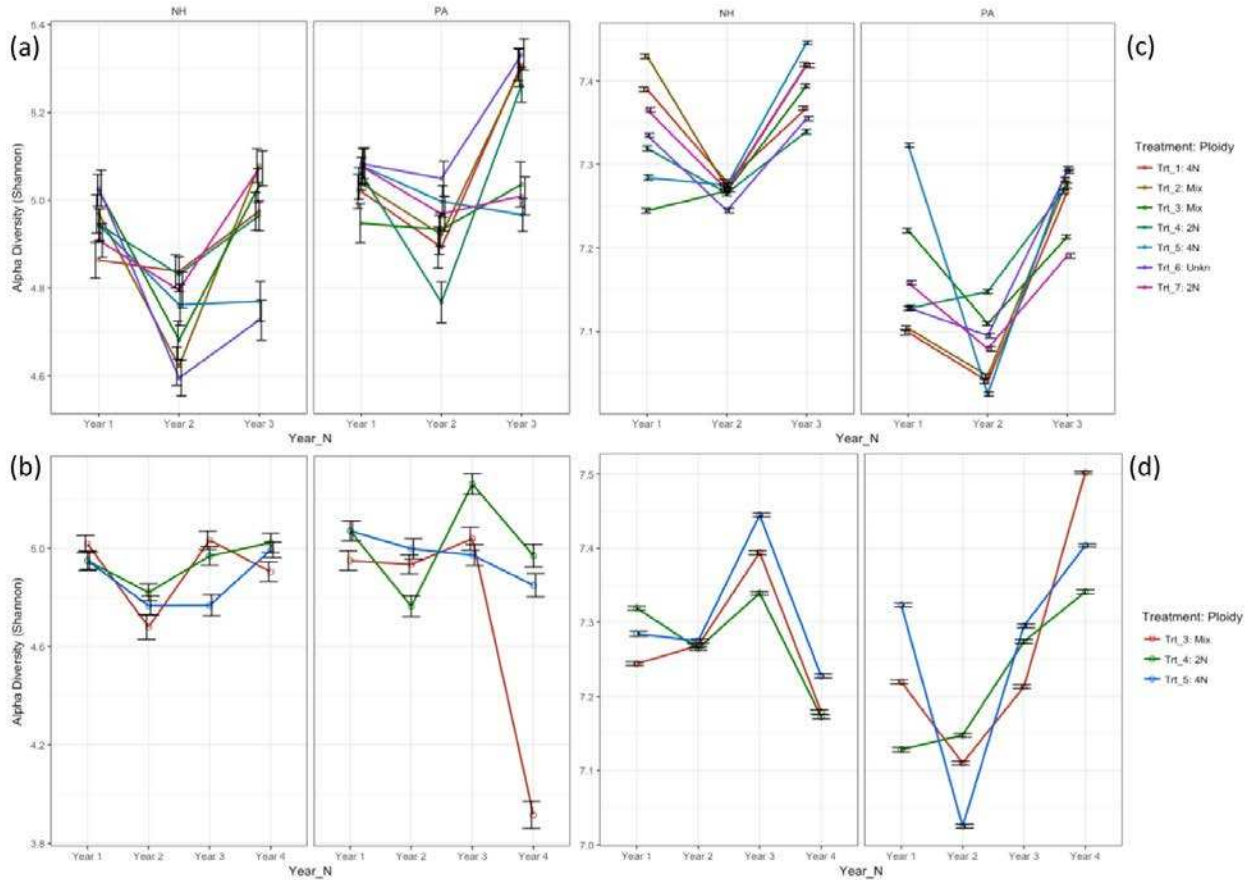 (a)
NH
PA
Alpha Diversity (Shannon)
5.4
5.2
5.0
4.8
4.6
Year 1 Year 2 Year 3
Year 1 Year 2 Year 3
Year_N
(c)
NH
PA
7.4
7.3
7.2
7.1
Year 1 Year 2 Year 3
Year 1 Year 2 Year 3
Year_N
Treatment: Ploidy
Trt_1: 4N
Trt_2: Mix
Trt_3: Mix
Trt_4: 2N
Trt_5: 4N
Trt_6: Unkn
Trt_7: 2N
(b)
Alpha Diversity (Shannon)
5.0
4.6
4.2
3.8
Year 1 Year 2 Year 3 Year 4
Year 1 Year 2 Year 3 Year 4
Year_N
(d)
7.5
7.4
7.3
7.2
7.1
7.0
Year 1 Year 2 Year 3 Year 4
Year 1 Year 2 Year 3 Year 4
Year_N
Treatment: Ploidy
Trt_3: Mix
Trt_4: 2N
Trt_5: 4N